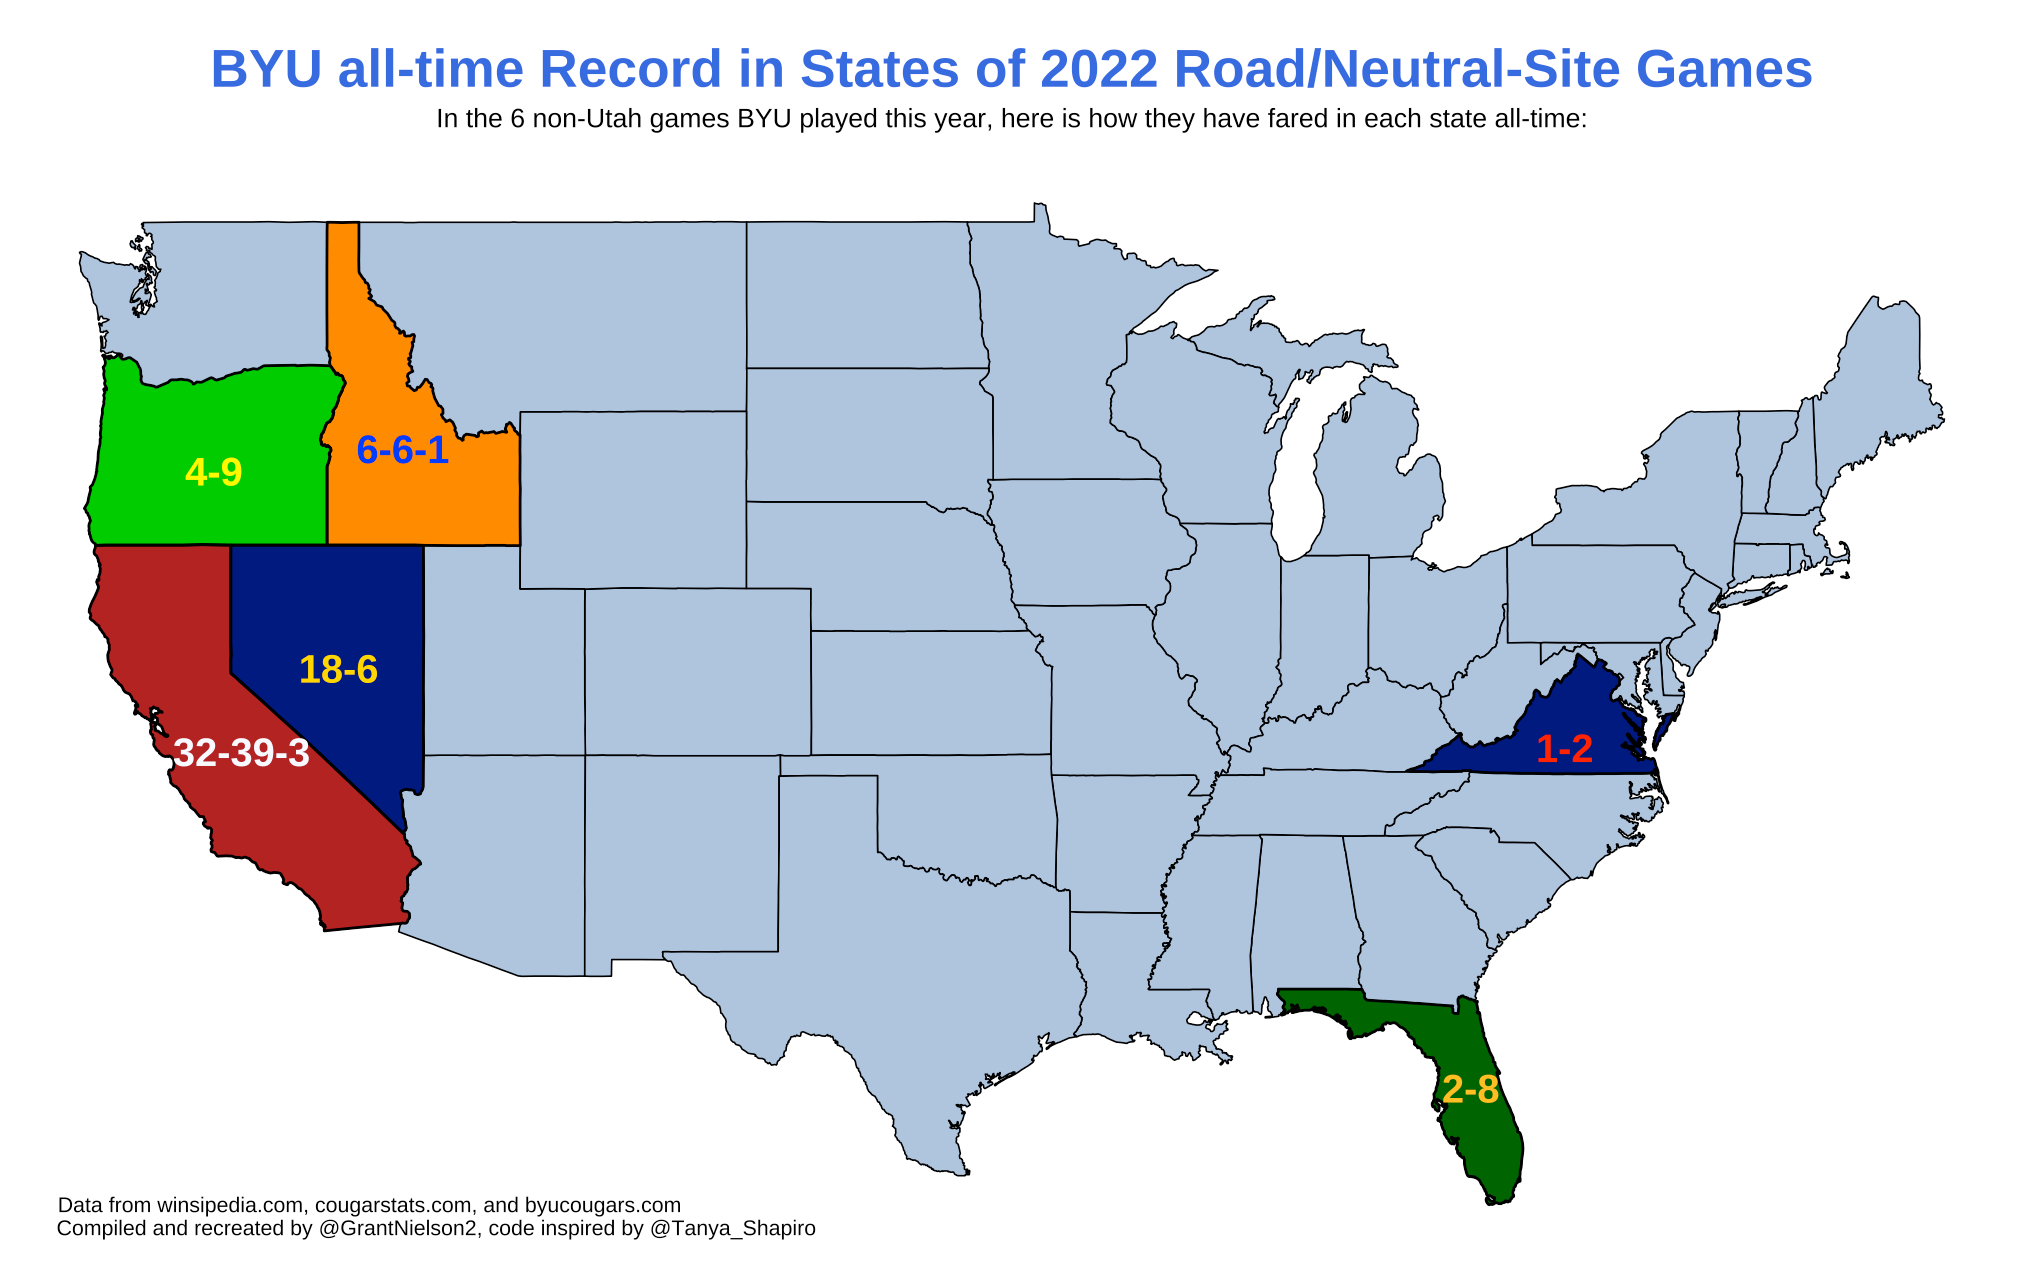 BYU all-time Record in States of 2022 Road/Neutral-Site Games
In the 6 non-Utah games BYU played this year, here is how they have fared in each state all-time:
6-6-1
4-9
18-6
32-39-3
1-2
2-8
Data from winsipedia.com, cougarstats.com, and byucougars.com
Compiled and recreated by @GrantNielson2, code inspired by @Tanya_Shapiro